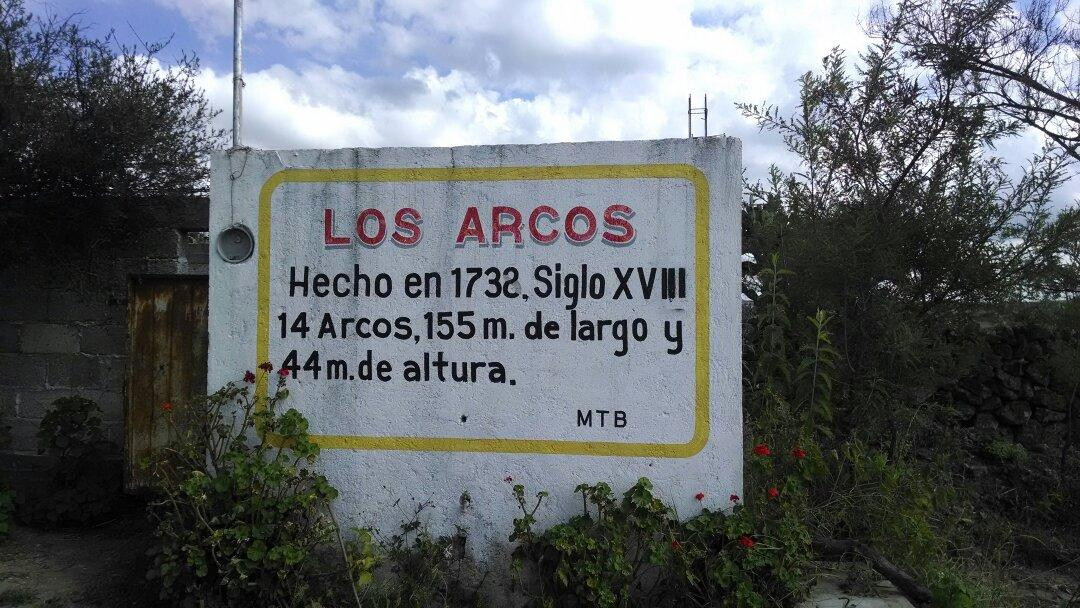 LOS ARCOS
Hecho en 1732. Siglo XVIII
14 Arcos, 155 m. de largo y
44 m. de altura.
MTB